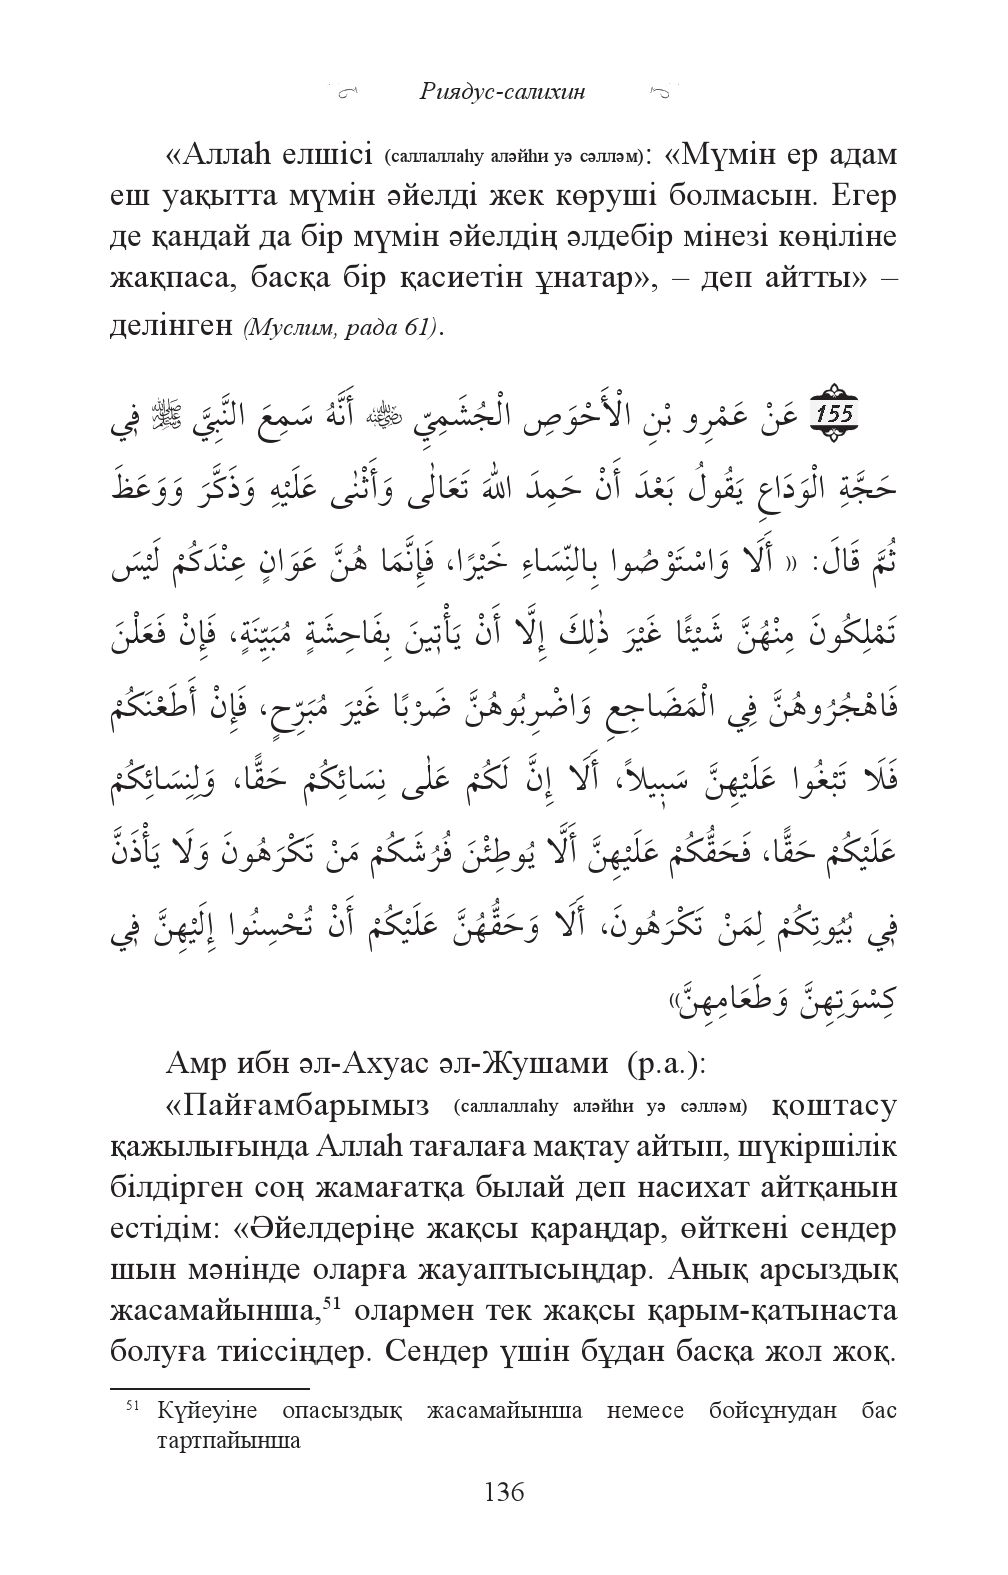 Риядус-салихин
«Аллаһ елшісі (саллаллаһу аләйһи уә сәлләм): «Мүмін ер адам
еш уақытта мүмін әйелді жек көруші болмасын. Егер
де қандай да бір мүмін әйелдің әлдебір мінезі көңіліне
жақпаса, басқа бір қасиетін ұнатар», – деп айтты» –
делінген (Муслим, рада 61).
155 عَنْ عَمْرِو بْنِ الْأَحْوَصِ الْجُشَمِيِّ ؓ أَنَّهُ سَمِعَ النَّبِيَّ ﷺ فِي
حَجَّةِ الْوَدَاعِ يَقُولُ بَعْدَ أَنْ حَمِدَ اللهَ تَعَالٰى وَأَثْنٰى عَلَيْهِ وَذَكَّرَ وَوَعَظَ
ثُمَّ قَالَ: « أَلَا وَاسْتَوْصُوا بِالنِّسَاءِ خَيْرًا، فَإِنَّمَا هُنَّ عَوَانٍ عِنْدَكُمْ لَيْسَ
تَمْلِكُونَ مِنْهُنَّ شَيْئًا غَيْرَ ذٰلِكَ إِلَّا أَنْ يَأْتِينَ بِفَاحِشَةٍ مُبَيِّنَةٍ، فَإِنْ فَعَلْنَ
فَاهْجُرُوهُنَّ فِي الْمَضَاجِعِ وَاضْرِبُوهُنَّ ضَرْبًا غَيْرَ مُبَرِّحٍ، فَإِنْ أَطَعْنَكُمْ
فَلَا تَبْغُوا عَلَيْهِنَّ سَبِيلاً، أَلَا إِنَّ لَكُمْ عَلٰى نِسَائِكُمْ حَقًّا، وَلِنِسَائِكُمْ
عَلَيْكُمْ حَقًّا، فَحَقُّكُمْ عَلَيْهِنَّ أَلَّا يُوطِئْنَ فُرُشَكُمْ مَنْ تَكْرَهُونَ وَلَا يَأْذَنَّ
فِي بُيُوتِكُمْ لِمَنْ تَكْرَهُونَ، أَلَا وَحَقُّهُنَّ عَلَيْكُمْ أَنْ تُحْسِنُوا إِلَيْهِنَّ فِي
كِسْوَتِهِنَّ وَطَعَامِهِنَّ»
Амр ибн әл-Ахуас әл-Жушами (р.а.):
«Пайғамбарымыз (саллаллаһу аләйһи уә сәлләм) қоштасу
қажылығында Аллаһ тағалаға мақтау айтып, шүкіршілік
білдірген соң жамағатқа былай деп насихат айтқанын
естідім: «Әйелдеріңе жақсы қараңдар, өйткені сендер
шын мәнінде оларға жауаптысыңдар. Анық арсыздық
жасамайынша,⁵¹ олармен тек жақсы қарым-қатынаста
болуға тиіссіңдер. Сендер үшін бұдан басқа жол жоқ.
⁵¹ Күйеуіне опасыздық жасамайынша немесе бойсұнудан бас
тартпайынша
136